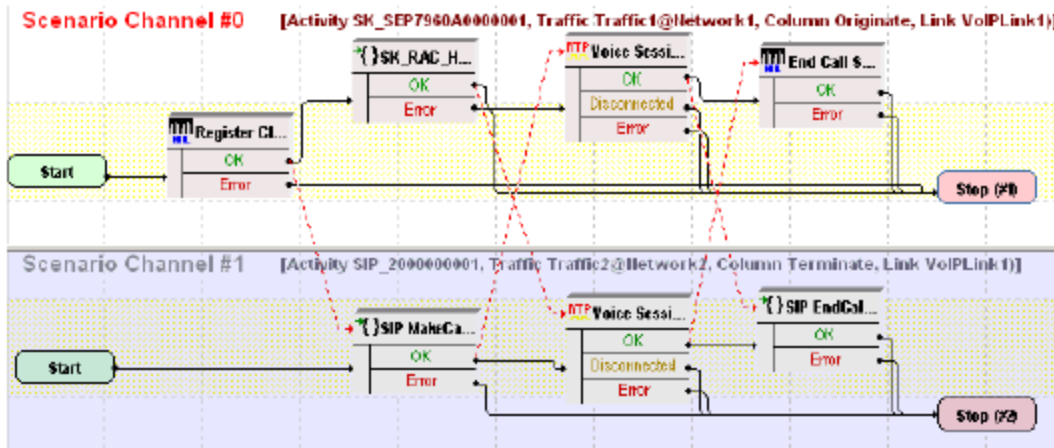 Scenario Channel #0 [Activity SK_SEP7960A0000001, Traffic Traffic1@Network1, Column Originate, Link VoIPLink1)]
{}SK_RAC_H...
OK
Error
RTP Voice Sessi...
OK
Disconnected
Error
End Call S...
OK
Error
Register Cl...
OK
Error
Start
Stop (#1)
Scenario Channel #1 [Activity SIP_2000000001, Traffic Traffic2@Network2, Column Terminate, Link VoIPLink1)]
{}SIP MakeCa...
OK
Error
RTP Voice Sessi...
OK
Disconnected
Error
{}SIP EndCal...
OK
Error
Start
Stop (#2)